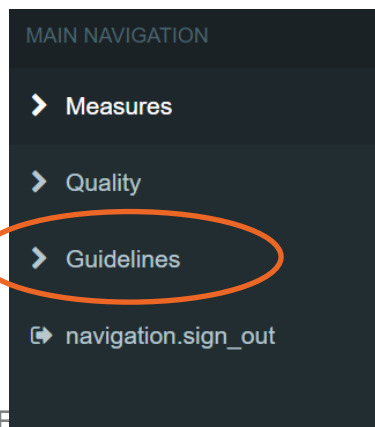 MAIN NAVIGATION
Measures
Quality
Guidelines
navigation.sign_out